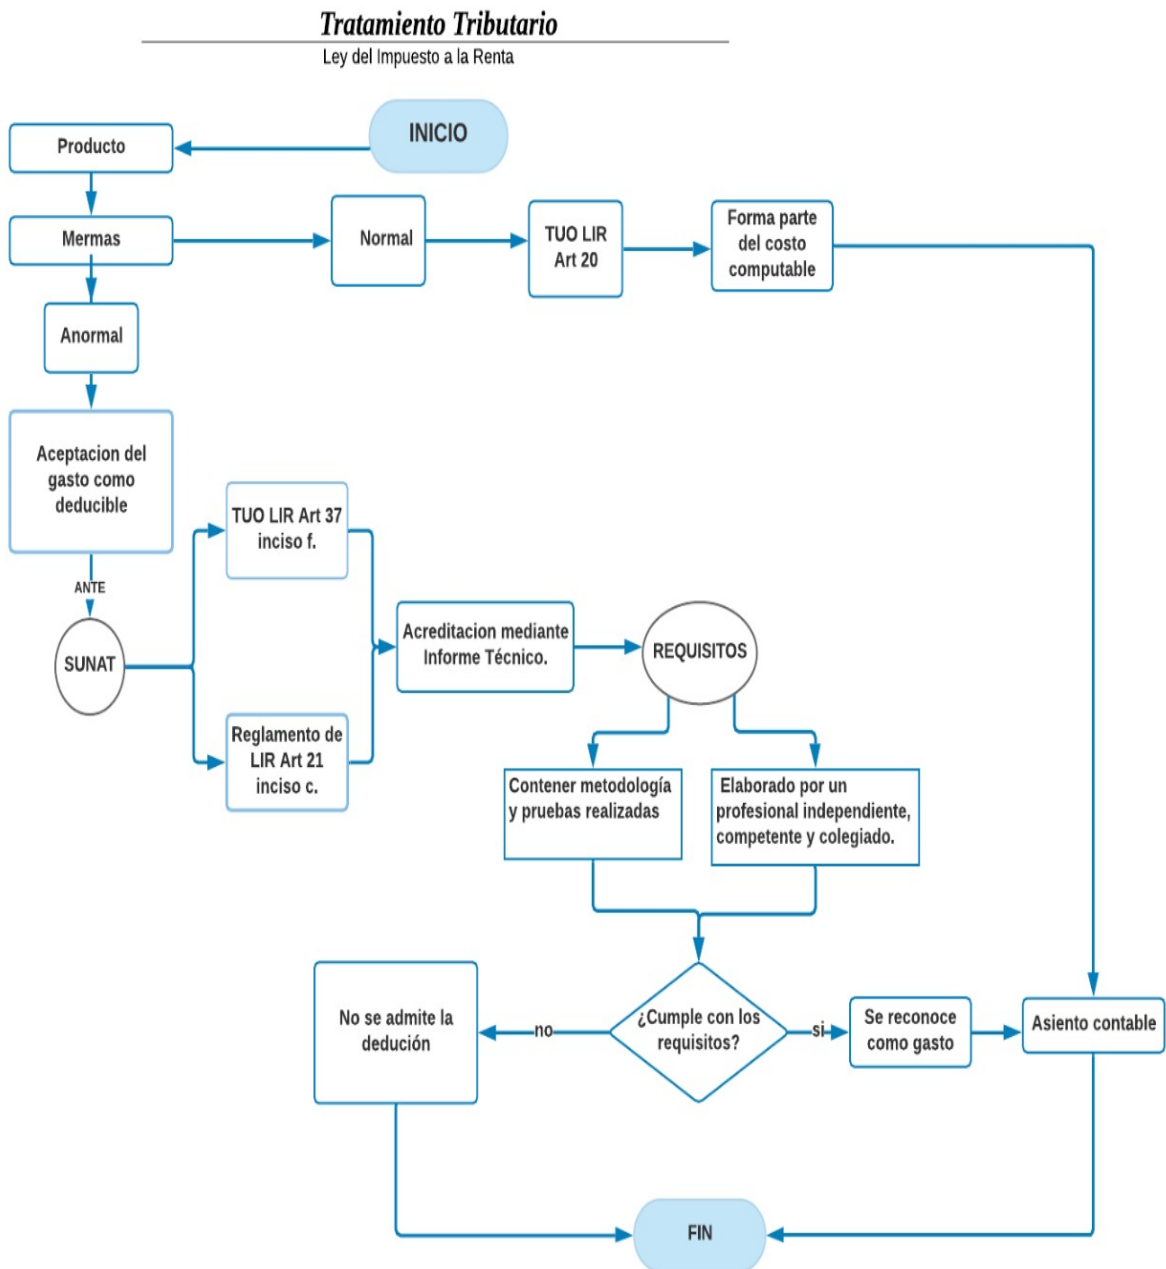 Tratamiento Tributario
Ley del Impuesto a la Renta
INICIO
Producto
Mermas
Normal
TUO LIR
Art 20
Forma parte
del costo
computable
Anormal
Aceptacion del
gasto como
deducible
ANTE
SUNAT
TUO LIR Art 37
inciso f.
Reglamento de
LIR Art 21
inciso c.
Acreditacion mediante
Informe Técnico.
REQUISITOS
Contener metodología
y pruebas realizadas
Elaborado por un
profesional independiente,
competente y colegiado.
¿Cumple con los
requisitos?
no
No se admite la
dedución
si
Se reconoce
como gasto
Asiento contable
FIN